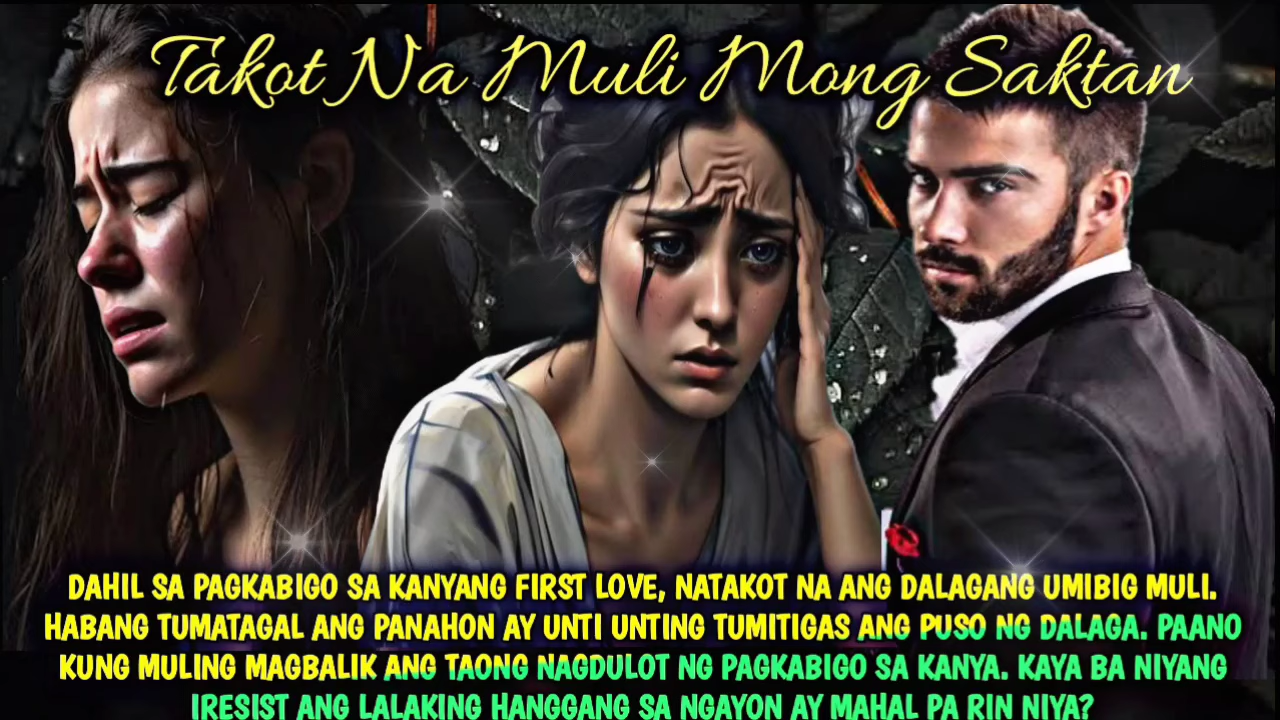 Takot Na Muli Mong Saktan
DAHIL SA PAGKABIGO SA KANYANG FIRST LOVE, NATAKOT NA ANG DALAGANG UMIBIG MULI.
HABANG TUMATAGAL ANG PANAHON AY UNTI UNTING TUMITIGAS ANG PUSO NG DALAGA. PAANO
KUNG MULING MAGBALIK ANG TAONG NAGDULOT NG PAGKABIGO SA KANYA. KAYA BA NIYANG
IRESIST ANG LALAKING HANGGANG SA NGAYON AY MAHAL PA RIN NIYA?